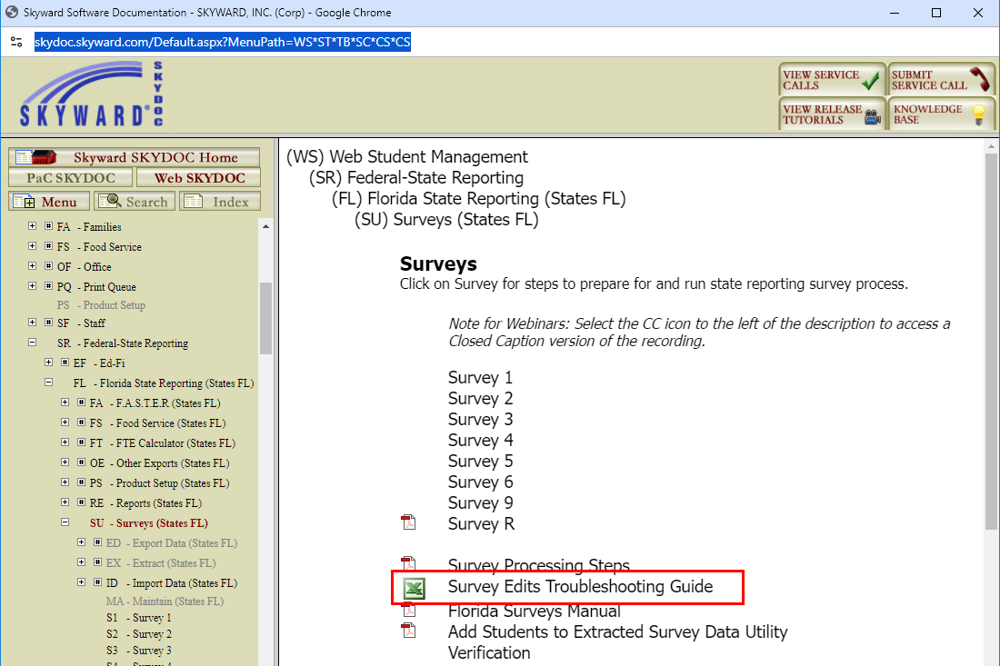 Skyward Software Documentation - SKYWARD, INC. (Corp) - Google Chrome
skydoc.skyward.com/Default.aspx?MenuPath=WS*ST*TB*SC*CS*CS
SKYWARD®
SKYDOC
VIEW SERVICE
CALLS
SUBMIT
SERVICE CALL
VIEW RELEASE
TUTORIALS
KNOWLEDGE
BASE
Skyward SKYDOC Home
PaC SKYDOC
Web SKYDOC
Menu
Search
Index
FA - Families
FS - Food Service
OF - Office
PQ - Print Queue
PS - Product Setup
SF - Staff
SR - Federal-State Reporting
EF - Ed-Fi
FL - Florida State Reporting (States FL)
FA - F.A.S.T.E.R (States FL)
FS - Food Service (States FL)
FT - FTE Calculator (States FL)
OE - Other Exports (States FL)
PS - Product Setup (States FL)
RE - Reports (States FL)
SU - Surveys (States FL)
ED - Export Data (States FL)
EX - Extract (States FL)
ID - Import Data (States FL)
MA - Maintain (States FL)
S1 - Survey 1
S2 - Survey 2
S3 - Survey 3
(WS) Web Student Management
(SR) Federal-State Reporting
(FL) Florida State Reporting (States FL)
(SU) Surveys (States FL)
Surveys
Click on Survey for steps to prepare for and run state reporting survey process.
Note for Webinars: Select the CC icon to the left of the description to access a
Closed Caption version of the recording.
Survey 1
Survey 2
Survey 3
Survey 4
Survey 5
Survey 6
Survey 9
Survey R
Survey Processing Steps
Survey Edits Troubleshooting Guide
Florida Surveys Manual
Add Students to Extracted Survey Data Utility
Verification